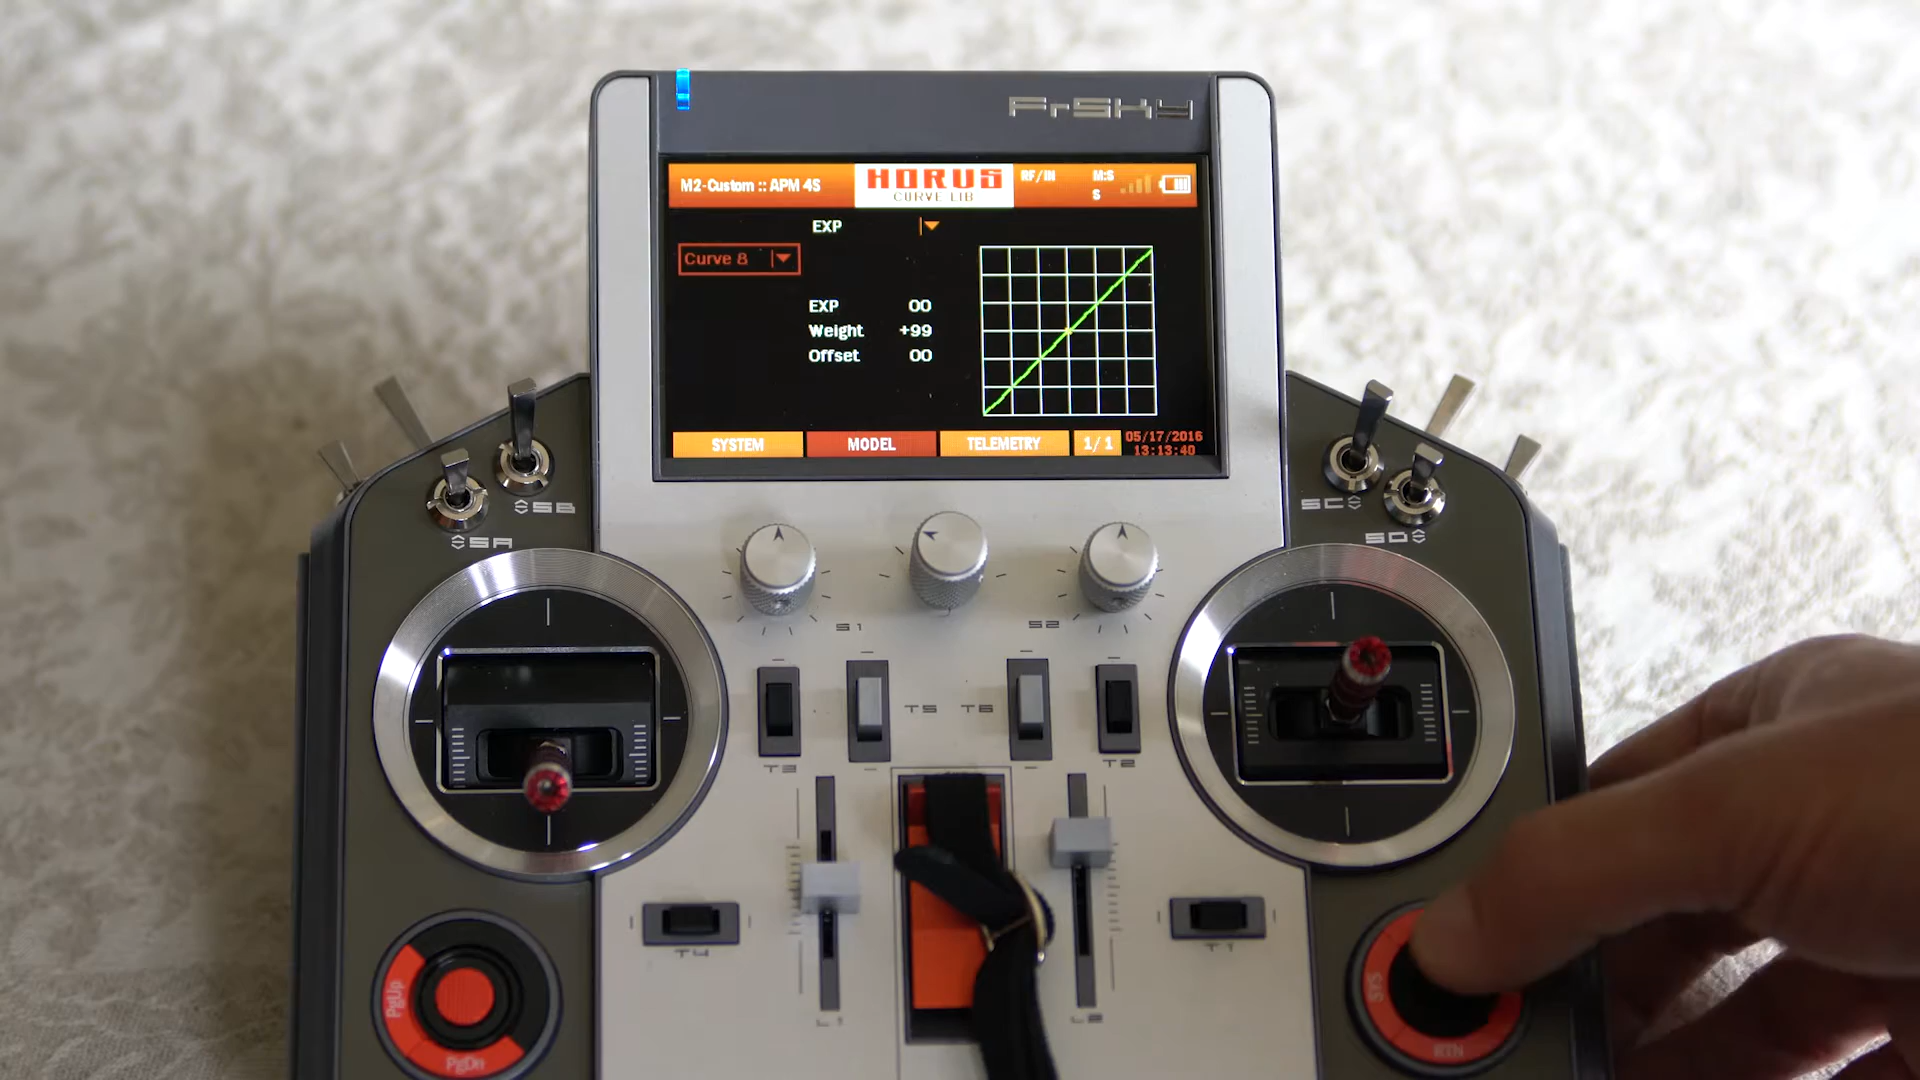 FrSKY
M2-Custom :: APM 4S
HORUS
CURVE LIB
RF/IN
M:S
S
EXP
Curve 8
EXP 00
Weight +99
Offset 00
SYSTEM MODEL TELEMETRY 1/1
05/17/2016
13:13:40
SB
SA
SC
SD
S1
S2
T5 T6
T3
T2
T4
T1
L1
L2
PgUp
PgDn
SYS
RTN